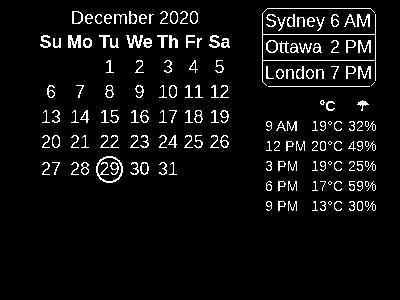 December 2020
Su Mo Tu We Th Fr Sa
1 2 3 4 5
6 7 8 9 10 11 12
13 14 15 16 17 18 19
20 21 22 23 24 25 26
27 28 29 30 31
Sydney 6 AM
Ottawa 2 PM
London 7 PM
°C ☂
9 AM 19°C 32%
12 PM 20°C 49%
3 PM 19°C 25%
6 PM 17°C 59%
9 PM 13°C 30%